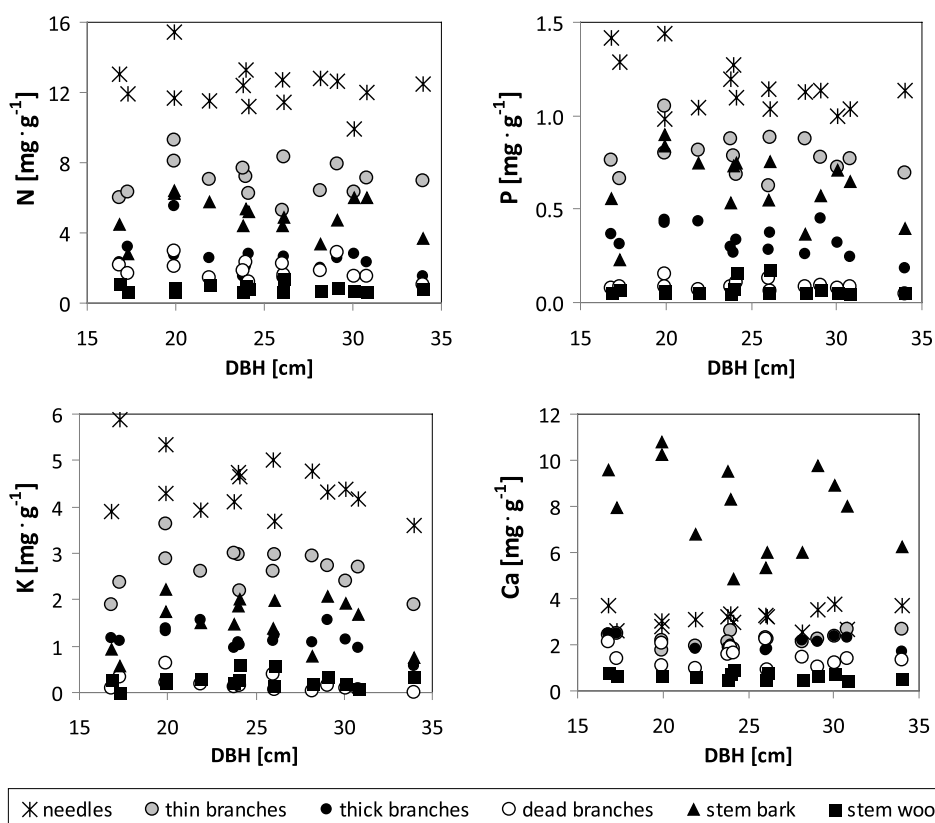 16
12
8
4
0
N [mg · g⁻¹]
15 20 25 30 35
DBH [cm]
1.5
1.0
0.5
0.0
P [mg · g⁻¹]
15 20 25 30 35
DBH [cm]
6
5
4
3
2
1
0
K [mg · g⁻¹]
15 20 25 30 35
DBH [cm]
12
10
8
6
4
2
0
Ca [mg · g⁻¹]
15 20 25 30 35
DBH [cm]
needles thin branches thick branches dead branches stem bark stem woo